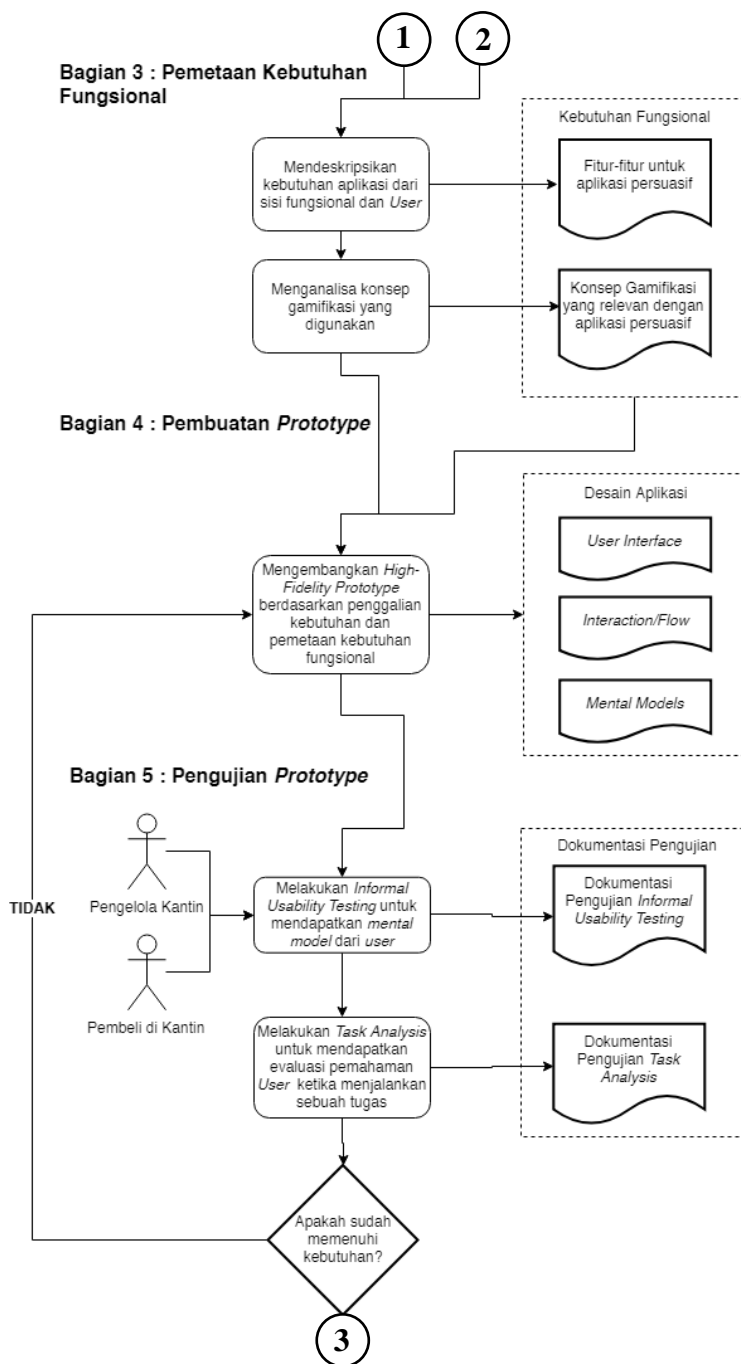 1
2
Bagian 3 : Pemetaan Kebutuhan
Fungsional
Kebutuhan Fungsional
Mendeskripsikan
kebutuhan aplikasi dari
sisi fungsional dan User
Fitur-fitur untuk
aplikasi persuasif
Menganalisa konsep
gamifikasi yang
digunakan
Konsep Gamifikasi
yang relevan dengan
aplikasi persuasif
Bagian 4 : Pembuatan Prototype
Desain Aplikasi
Mengembangkan High-
Fidelity Prototype
berdasarkan penggalian
kebutuhan dan
pemetaan kebutuhan
fungsional
User Interface
Interaction/Flow
Mental Models
Bagian 5 : Pengujian Prototype
Dokumentasi Pengujian
Pengelola Kantin
Pembeli di Kantin
Melakukan Informal
Usability Testing untuk
mendapatkan mental
model dari user
Dokumentasi
Pengujian Informal
Usability Testing
TIDAK
Melakukan Task Analysis
untuk mendapatkan
evaluasi pemahaman
User ketika menjalankan
sebuah tugas
Dokumentasi
Pengujian Task
Analysis
Apakah sudah
memenuhi
kebutuhan?
3